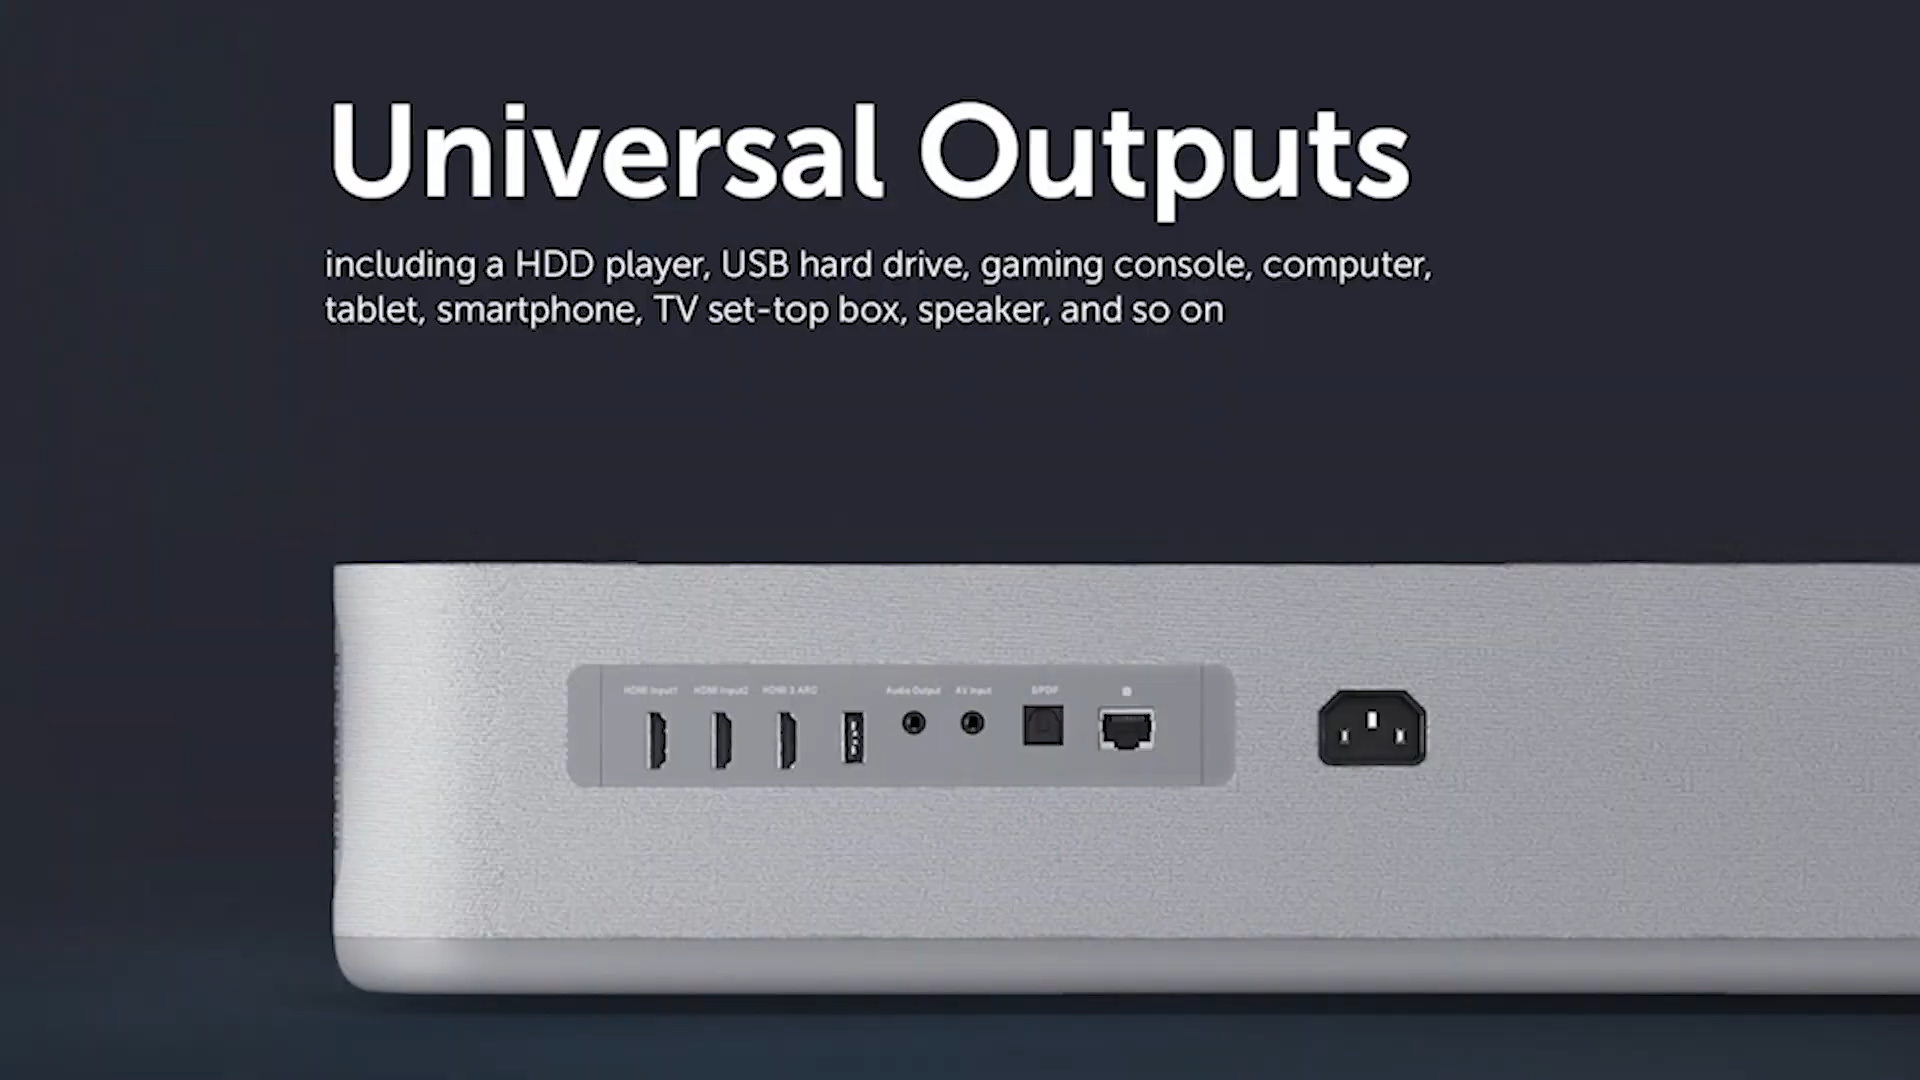 Universal Outputs
including a HDD player, USB hard drive, gaming console, computer,
tablet, smartphone, TV set-top box, speaker, and so on
HDMI Input1 HDMI Input2 HDMI 3 ARC Audio Output AV Input S/PDIF